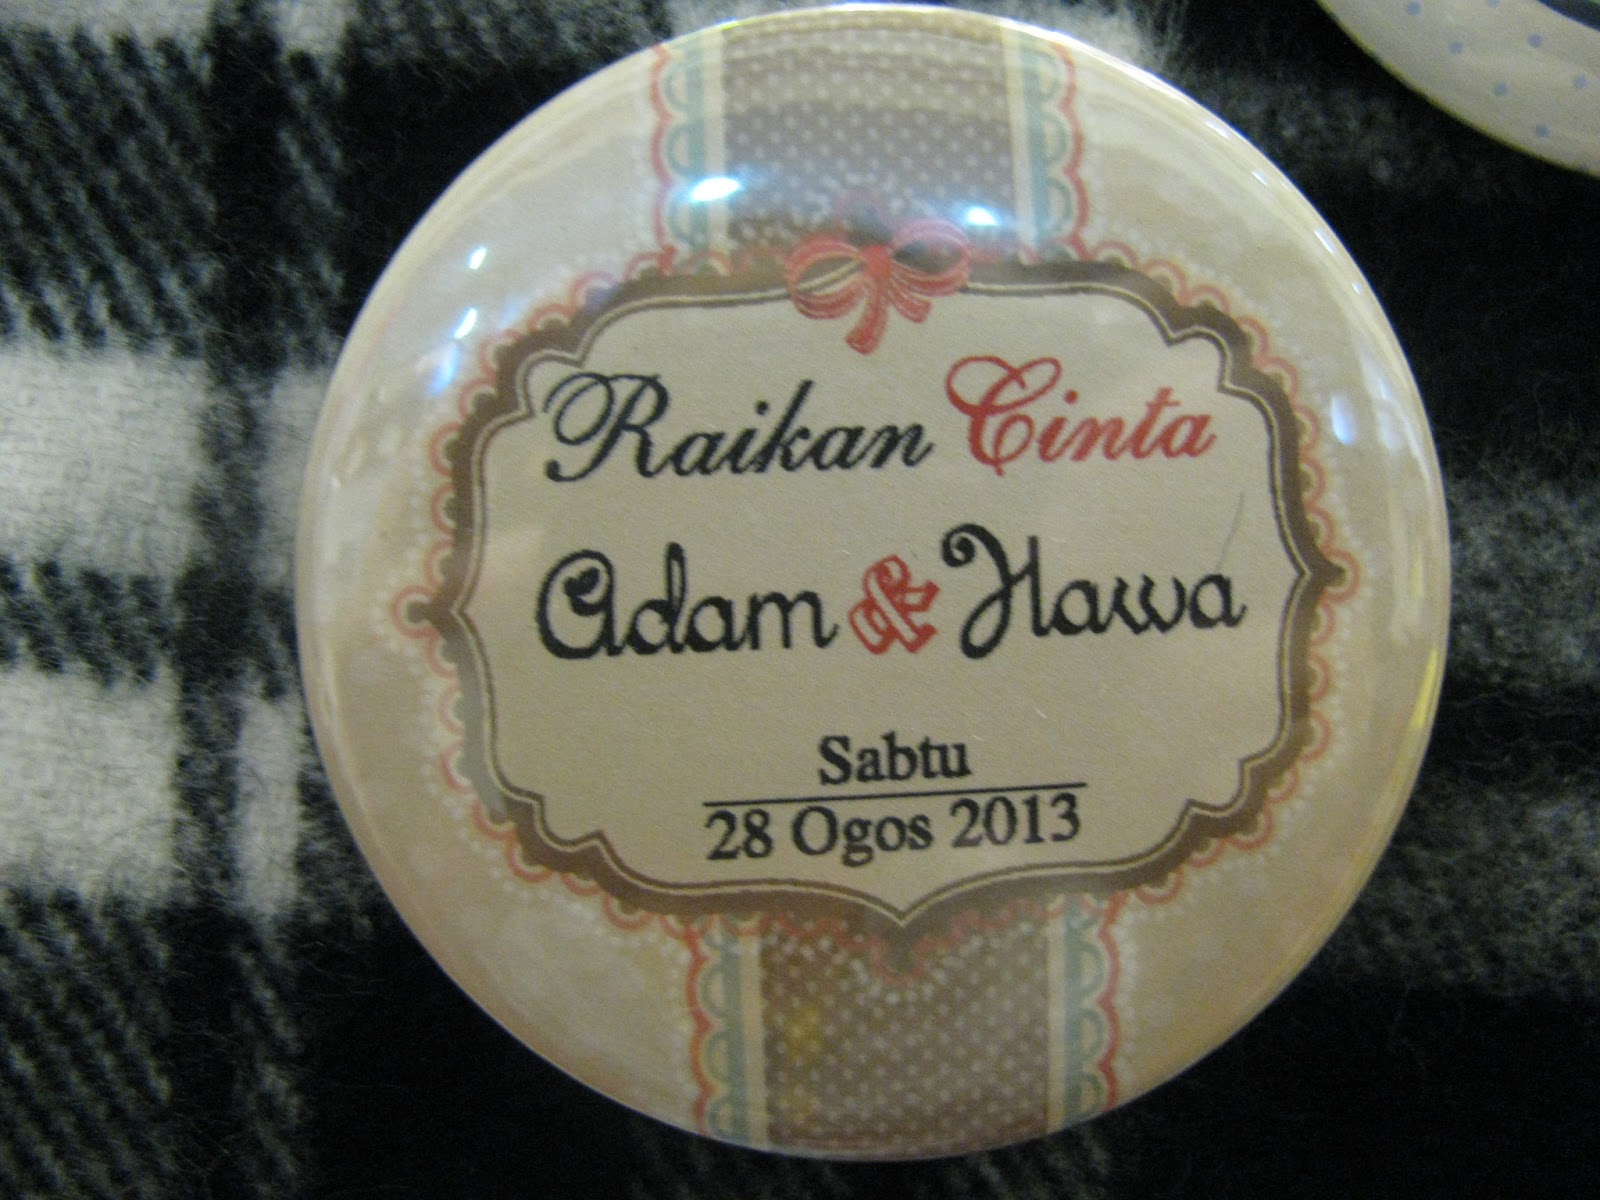 Raikan Cinta
Adam & Hawa
Sabtu
28 Ogos 2013